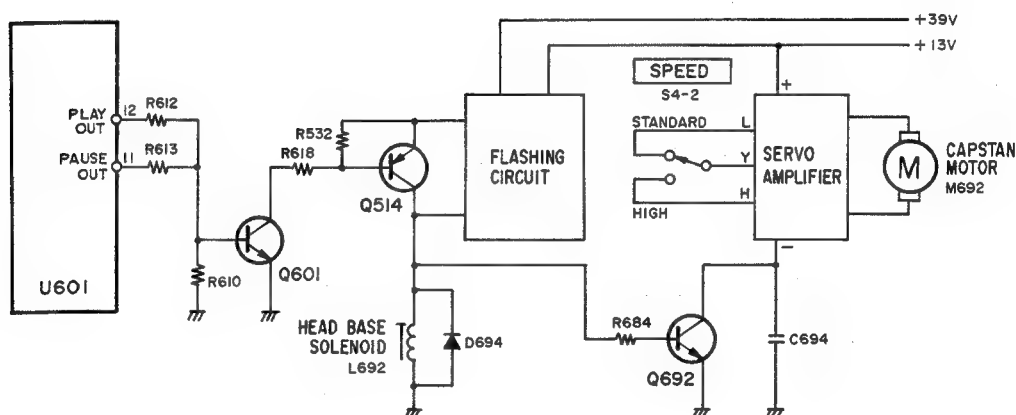 +39V
+13V
SPEED
S4-2
PLAY
OUT
12
R612
PAUSE
OUT
11
R613
R532
R618
Q514
FLASHING
CIRCUIT
STANDARD
HIGH
L
Y
H
+
SERVO
AMPLIFIER
−
M
CAPSTAN
MOTOR
M692
U601
R610
Q601
HEAD BASE
SOLENOID
L692
D694
R684
Q692
C694